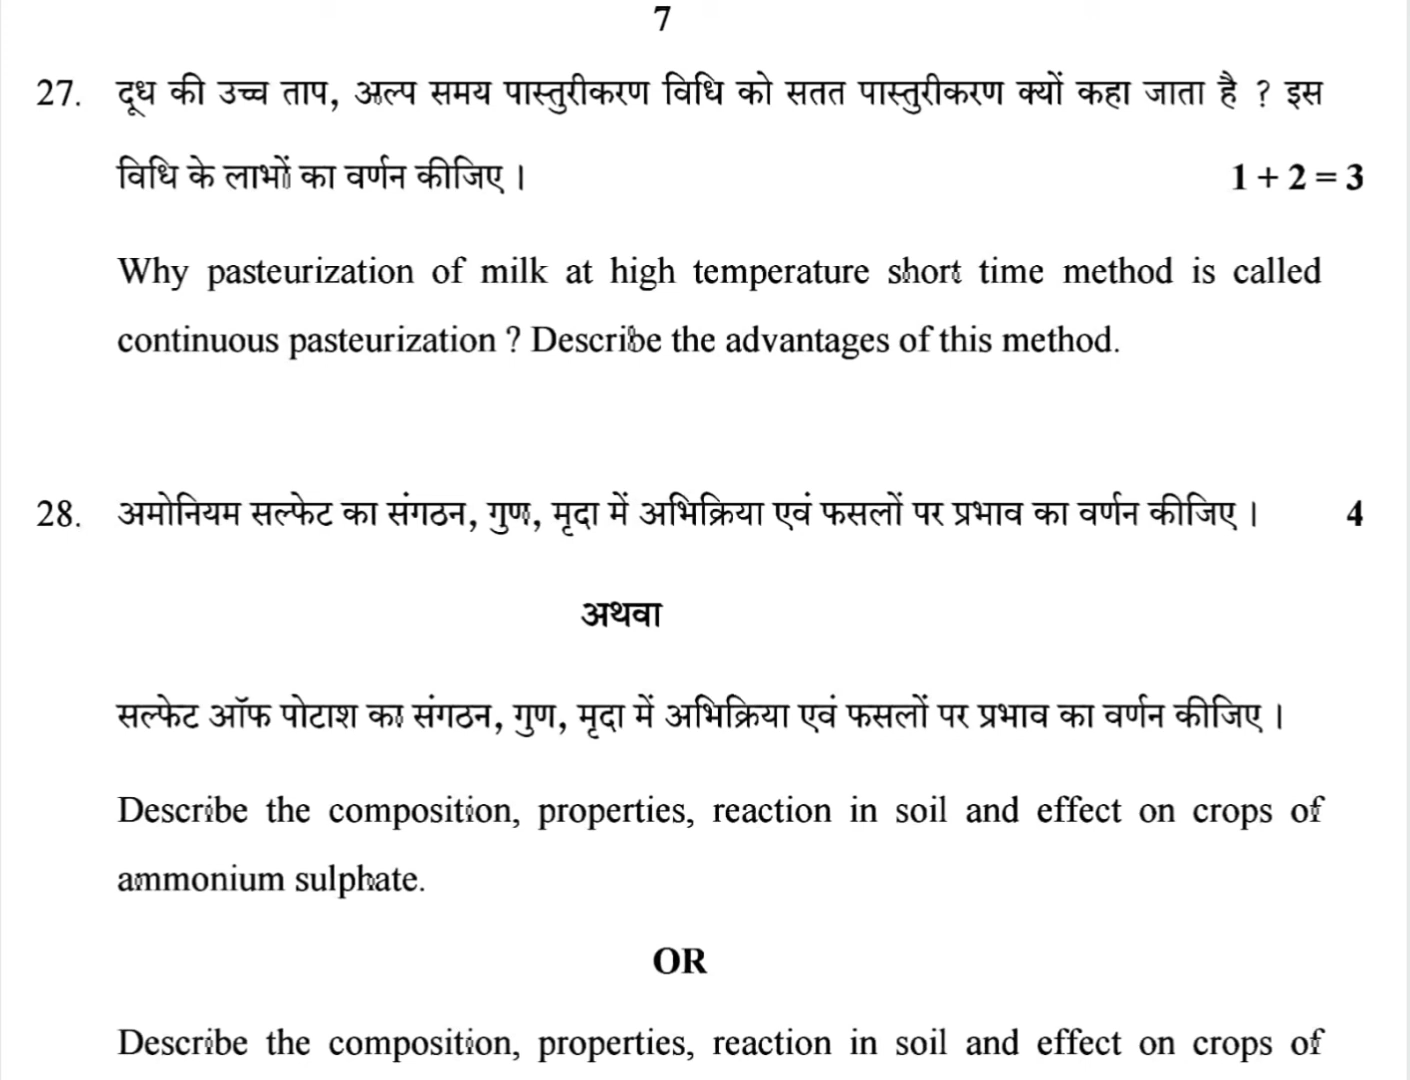 7
27. दूध की उच्च ताप, अल्प समय पास्तुरीकरण विधि को सतत पास्तुरीकरण क्यों कहा जाता है ? इस
विधि के लाभों का वर्णन कीजिए । 1 + 2 = 3
Why pasteurization of milk at high temperature short time method is called
continuous pasteurization ? Describe the advantages of this method.
28. अमोनियम सल्फेट का संगठन, गुण, मृदा में अभिक्रिया एवं फसलों पर प्रभाव का वर्णन कीजिए । 4
अथवा
सल्फेट ऑफ पोटाश का संगठन, गुण, मृदा में अभिक्रिया एवं फसलों पर प्रभाव का वर्णन कीजिए ।
Describe the composition, properties, reaction in soil and effect on crops of
ammonium sulphate.
OR
Describe the composition, properties, reaction in soil and effect on crops of